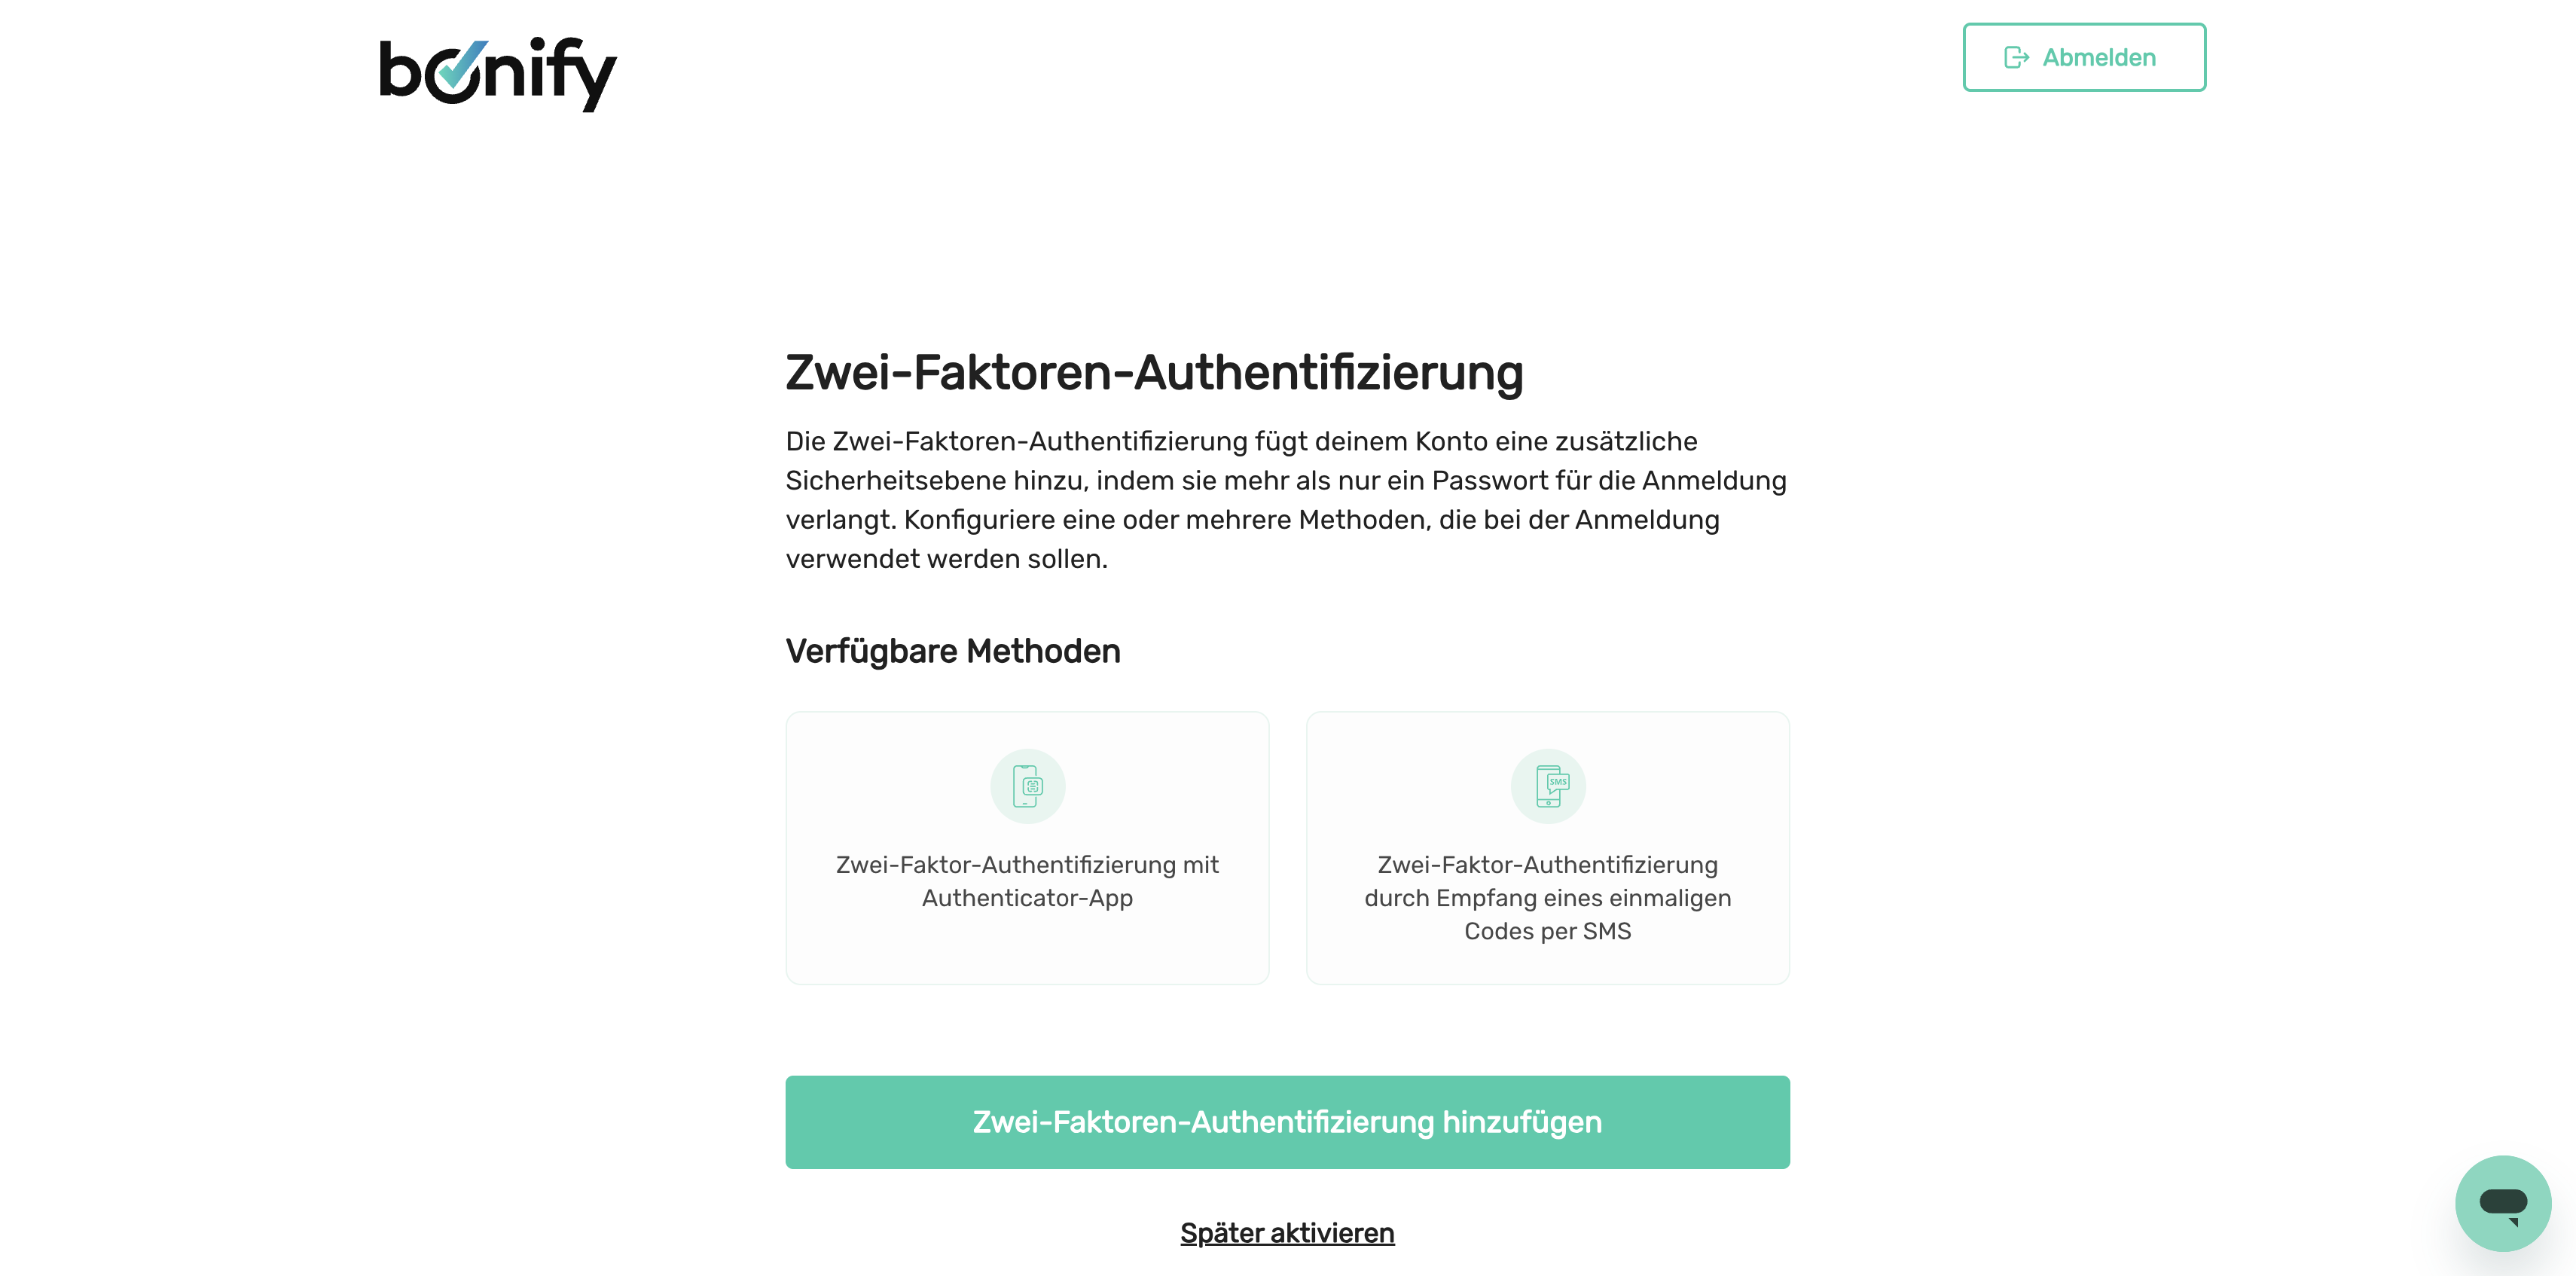 bonify
Abmelden
Zwei-Faktoren-Authentifizierung
Die Zwei-Faktoren-Authentifizierung fügt deinem Konto eine zusätzliche
Sicherheitsebene hinzu, indem sie mehr als nur ein Passwort für die Anmeldung
verlangt. Konfiguriere eine oder mehrere Methoden, die bei der Anmeldung
verwendet werden sollen.
Verfügbare Methoden
Zwei-Faktor-Authentifizierung mit
Authenticator-App
SMS
Zwei-Faktor-Authentifizierung
durch Empfang eines einmaligen
Codes per SMS
Zwei-Faktoren-Authentifizierung hinzufügen
Später aktivieren